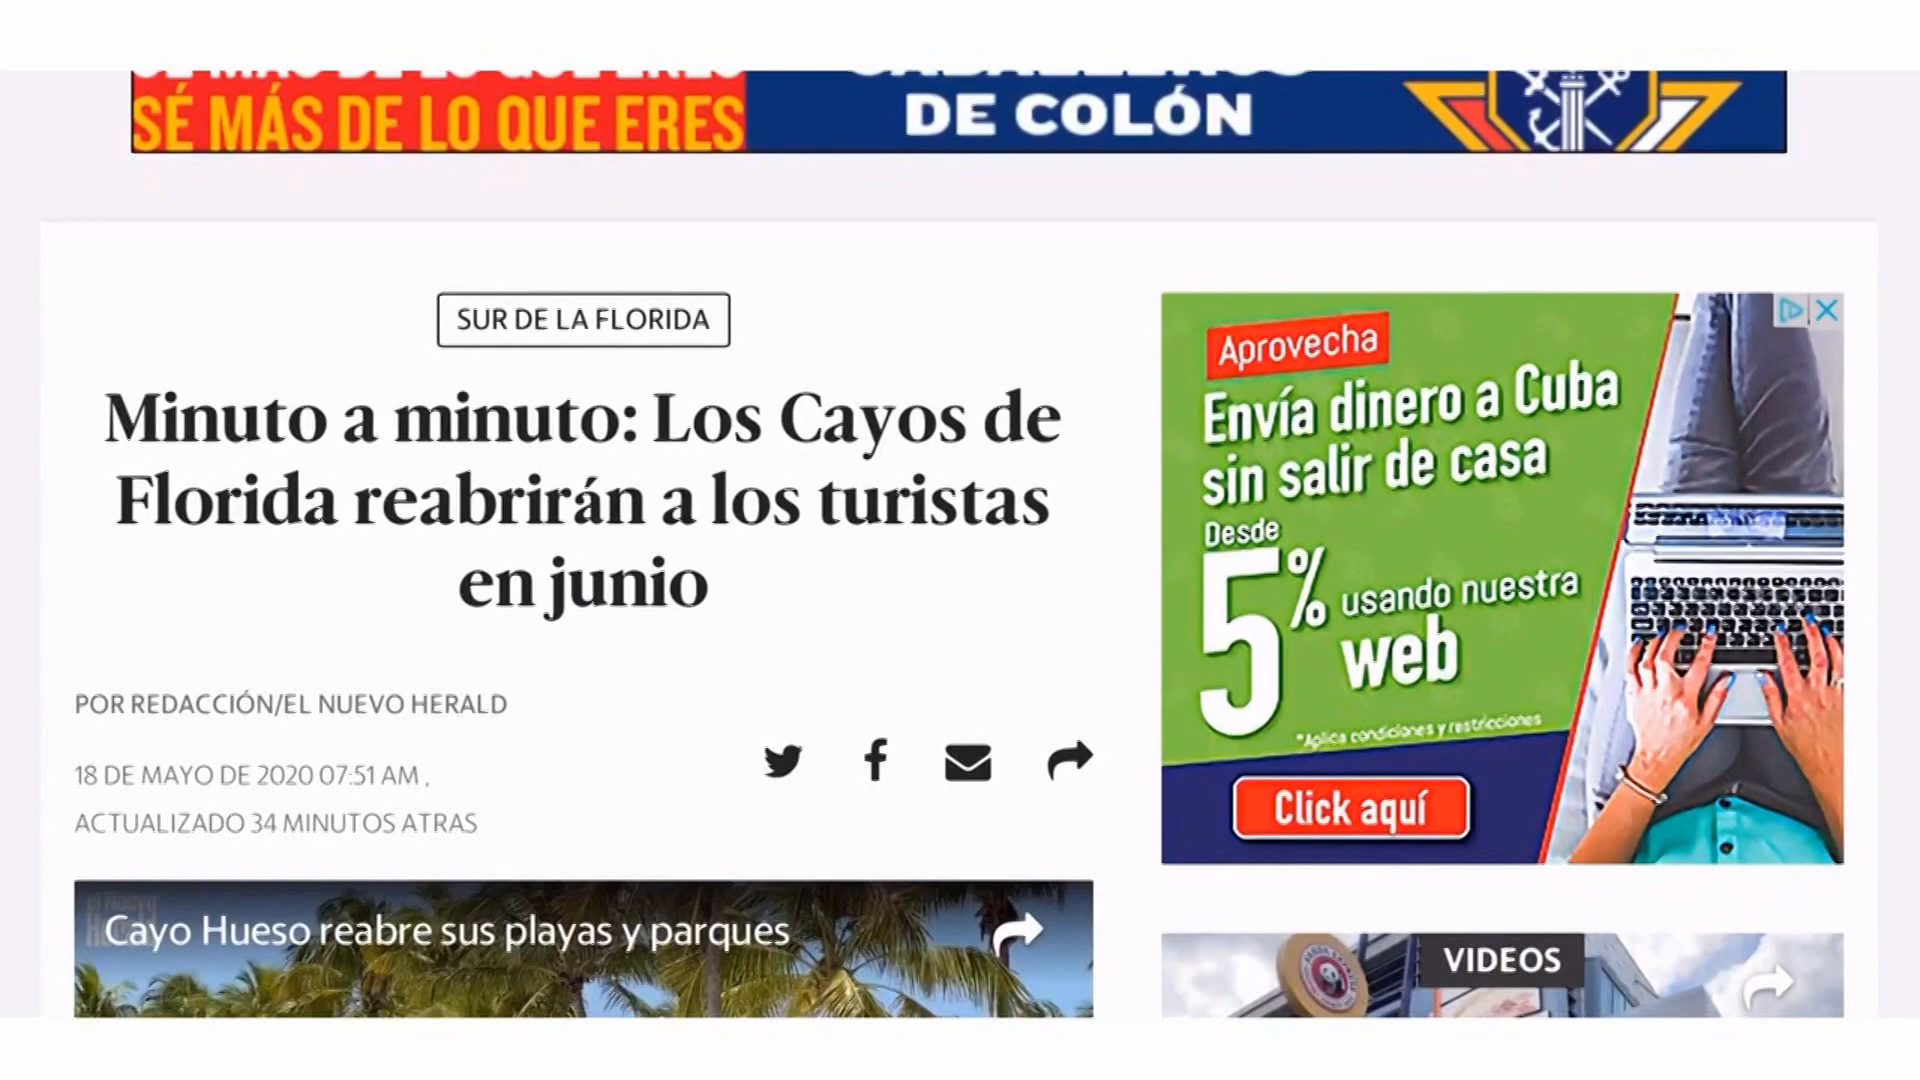 SÉ MÁS DE LO QUE ERES
DE COLÓN
SUR DE LA FLORIDA
Minuto a minuto: Los Cayos de
Florida reabrirán a los turistas
en junio
POR REDACCIÓN/EL NUEVO HERALD
18 DE MAYO DE 2020 07:51 AM ,
ACTUALIZADO 34 MINUTOS ATRAS
Cayo Hueso reabre sus playas y parques
Aprovecha
Envía dinero a Cuba
sin salir de casa
Desde
5% usando nuestra
web
*Aplica condiciones y restricciones
Click aquí
VIDEOS